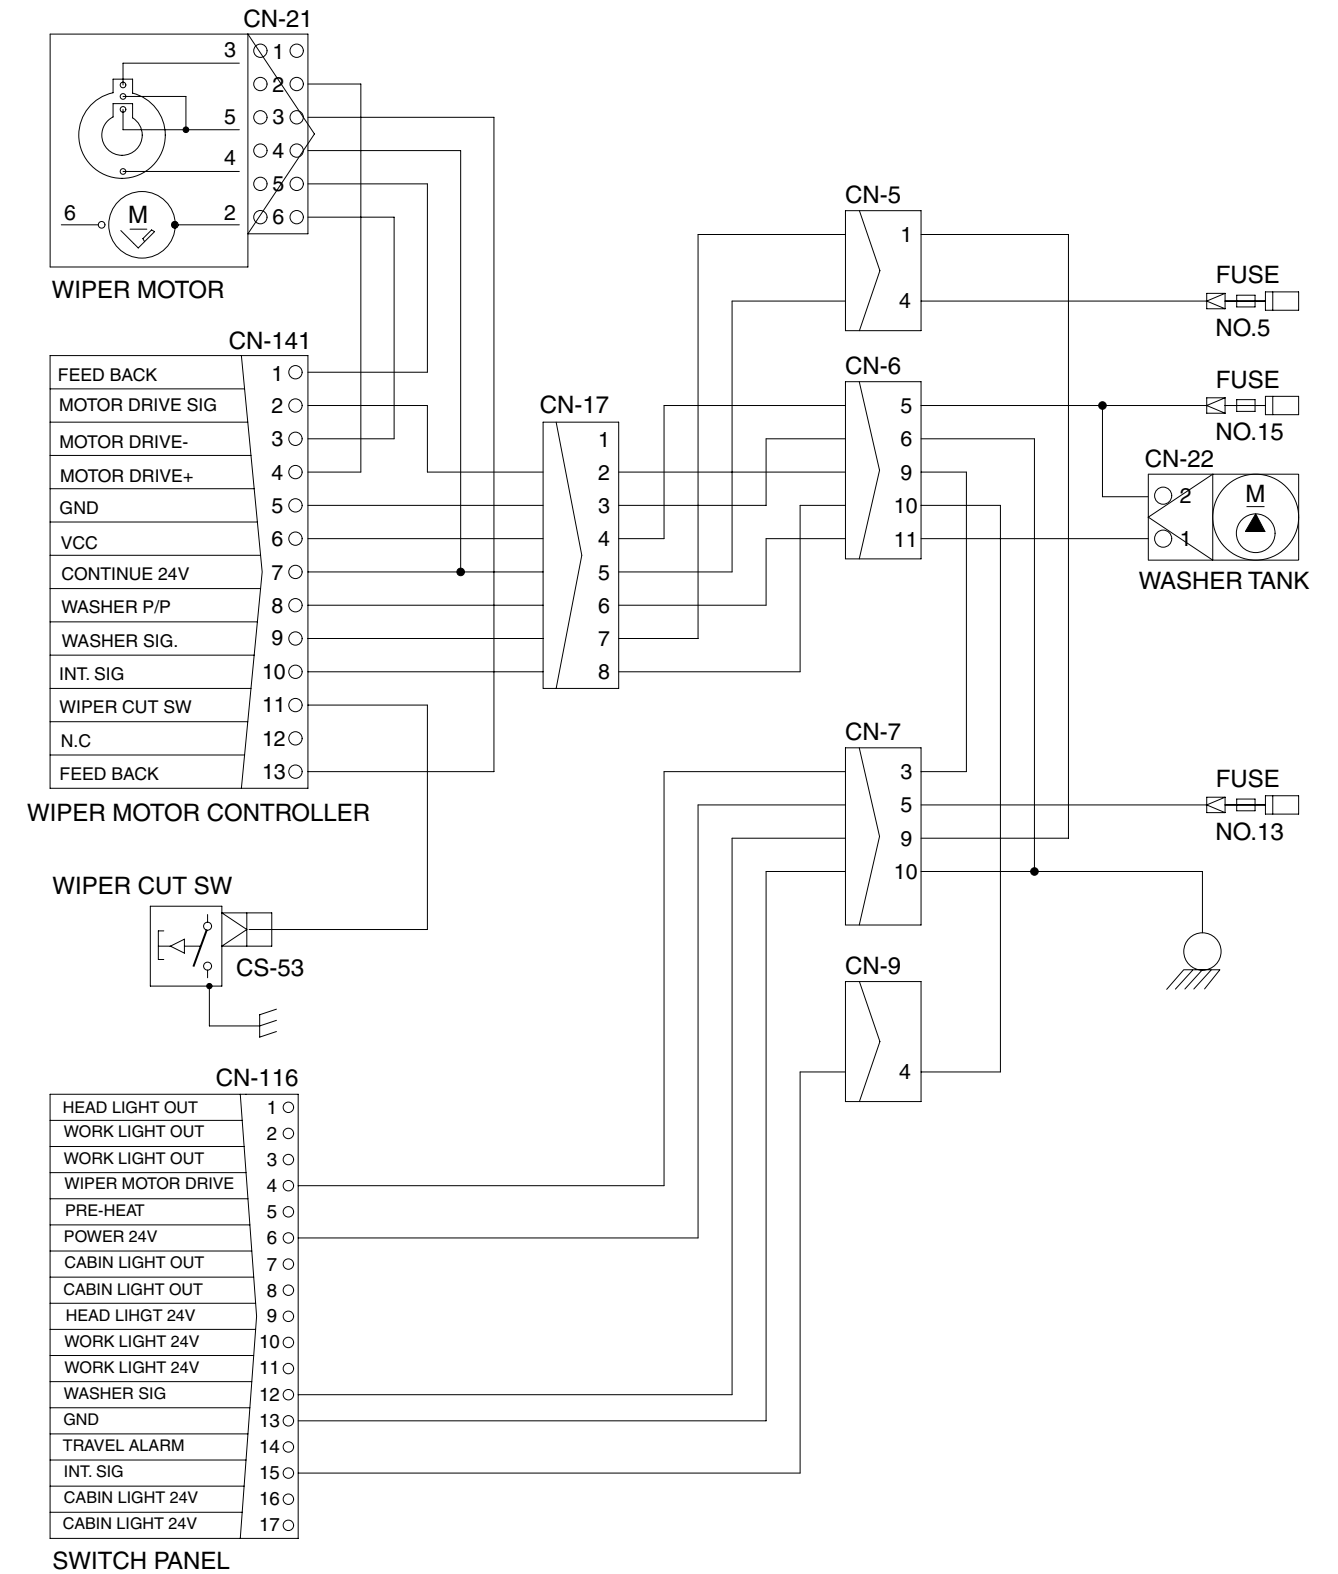 CN-21
3
1
2
5
3
4
4
5
6
M
2
6
WIPER MOTOR
CN-141
FEED BACK 1
MOTOR DRIVE SIG 2
MOTOR DRIVE- 3
MOTOR DRIVE+ 4
GND 5
VCC 6
CONTINUE 24V 7
WASHER P/P 8
WASHER SIG. 9
INT. SIG 10
WIPER CUT SW 11
N.C 12
FEED BACK 13
WIPER MOTOR CONTROLLER
WIPER CUT SW
CS-53
CN-116
HEAD LIGHT OUT 1
WORK LIGHT OUT 2
WORK LIGHT OUT 3
WIPER MOTOR DRIVE 4
PRE-HEAT 5
POWER 24V 6
CABIN LIGHT OUT 7
CABIN LIGHT OUT 8
HEAD LIHGT 24V 9
WORK LIGHT 24V 10
WORK LIGHT 24V 11
WASHER SIG 12
GND 13
TRAVEL ALARM 14
INT. SIG 15
CABIN LIGHT 24V 16
CABIN LIGHT 24V 17
SWITCH PANEL
CN-17
1
2
3
4
5
6
7
8
CN-5
1
4
CN-6
5
6
9
10
11
CN-7
3
5
9
10
CN-9
4
FUSE
NO.5
FUSE
NO.15
CN-22
2
M
1
WASHER TANK
FUSE
NO.13